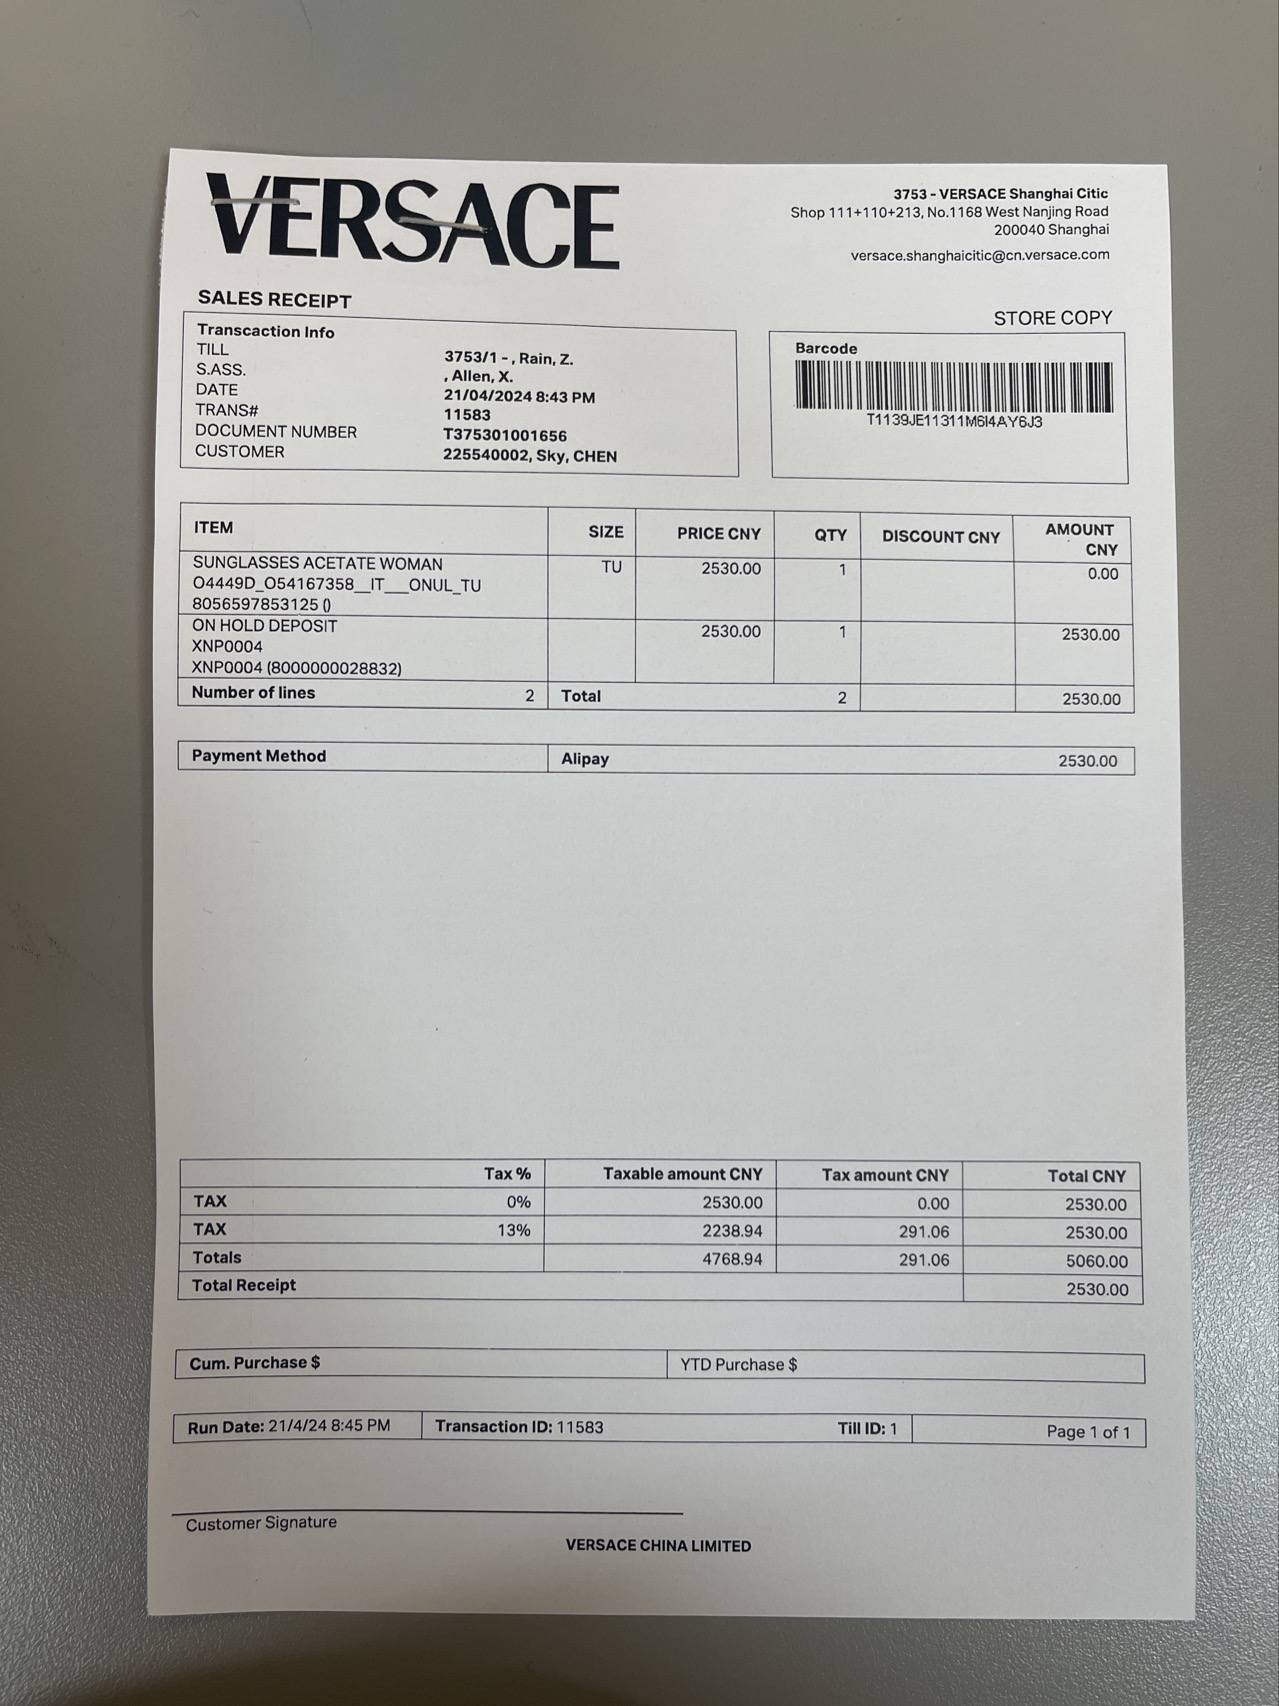 VERSACE
3753 - VERSACE Shanghai Citic
Shop 111+110+213, No.1168 West Nanjing Road
200040 Shanghai
versace.shanghaicitic@cn.versace.com
SALES RECEIPT
STORE COPY
Transcaction Info
TILL 3753/1 - , Rain, Z.
S.ASS. , Allen, X.
DATE 21/04/2024 8:43 PM
TRANS# 11583
DOCUMENT NUMBER T375301001656
CUSTOMER 225540002, Sky, CHEN
Barcode
T1139JE11311M6I4AY6J3
ITEM SIZE PRICE CNY QTY DISCOUNT CNY AMOUNT CNY
SUNGLASSES ACETATE WOMAN TU 2530.00 1 0.00
O4449D_O54167358__IT___ONUL_TU
8056597853125 ()
ON HOLD DEPOSIT 2530.00 1 2530.00
XNP0004
XNP0004 (8000000028832)
Number of lines 2 Total 2 2530.00
Payment Method Alipay 2530.00
Tax % Taxable amount CNY Tax amount CNY Total CNY
TAX 0% 2530.00 0.00 2530.00
TAX 13% 2238.94 291.06 2530.00
Totals 4768.94 291.06 5060.00
Total Receipt 2530.00
Cum. Purchase $ YTD Purchase $
Run Date: 21/4/24 8:45 PM Transaction ID: 11583 Till ID: 1 Page 1 of 1
Customer Signature
VERSACE CHINA LIMITED